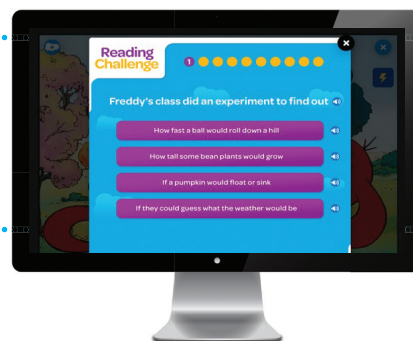 Reading
Challenge
1
Freddy's class did an experiment to find out
How fast a ball would roll down a hill
How tall some bean plants would grow
If a pumpkin would float or sink
If they could guess what the weather would be